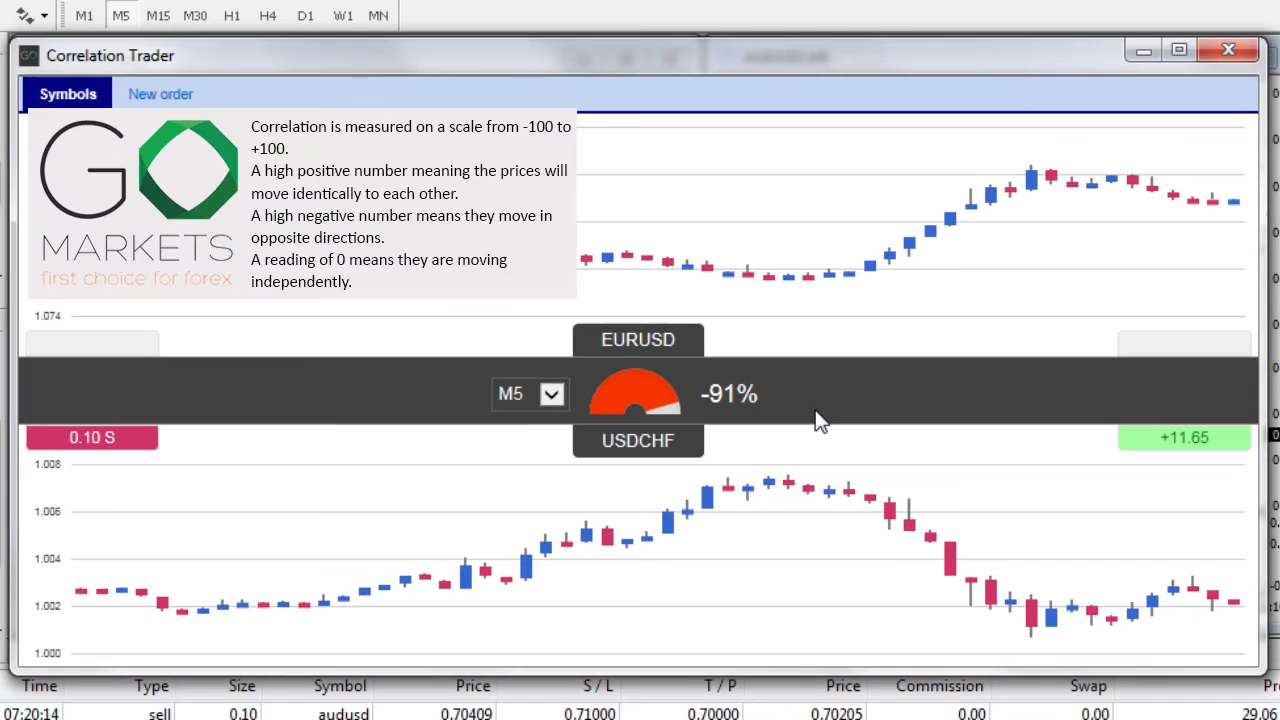 M1 M5 M15 M30 H1 H4 D1 W1 MN
GO Correlation Trader
Symbols New order
GO
MARKETS
first choice for forex
Correlation is measured on a scale from -100 to
+100.
A high positive number meaning the prices will
move identically to each other.
A high negative number means they move in
opposite directions.
A reading of 0 means they are moving
independently.
1.074
EURUSD
M5 -91%
0.10 S USDCHF +11.65
1.008
1.006
1.004
1.002
1.000
Time Type Size Symbol Price S / L T / P Price Commission Swap
07:20:14 sell 0.10 audusd 0.70409 0.71000 0.70000 0.70205 0.00 0.00 29.06